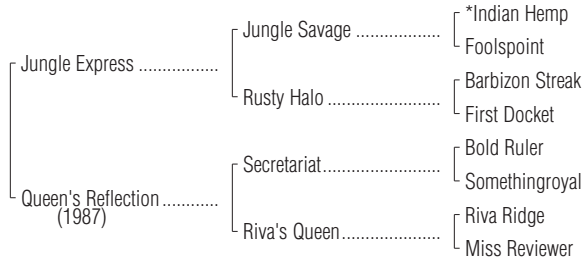 *Indian Hemp
Jungle Savage ..................
Foolspoint
Jungle Express .................
Barbizon Streak
Rusty Halo ........................
First Docket
Bold Ruler
Secretariat.........................
Somethingroyal
Queen's Reflection ............
(1987)
Riva Ridge
Riva's Queen.....................
Miss Reviewer